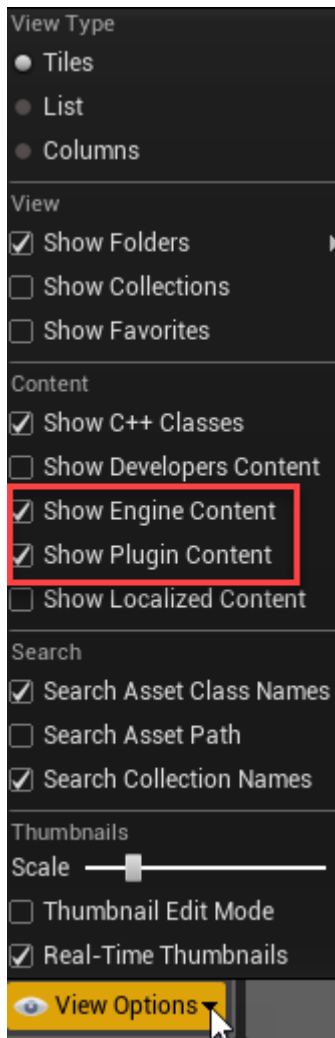 View Type
Tiles
List
Columns
View
Show Folders
Show Collections
Show Favorites
Content
Show C++ Classes
Show Developers Content
Show Engine Content
Show Plugin Content
Show Localized Content
Search
Search Asset Class Names
Search Asset Path
Search Collection Names
Thumbnails
Scale
Thumbnail Edit Mode
Real-Time Thumbnails
View Options